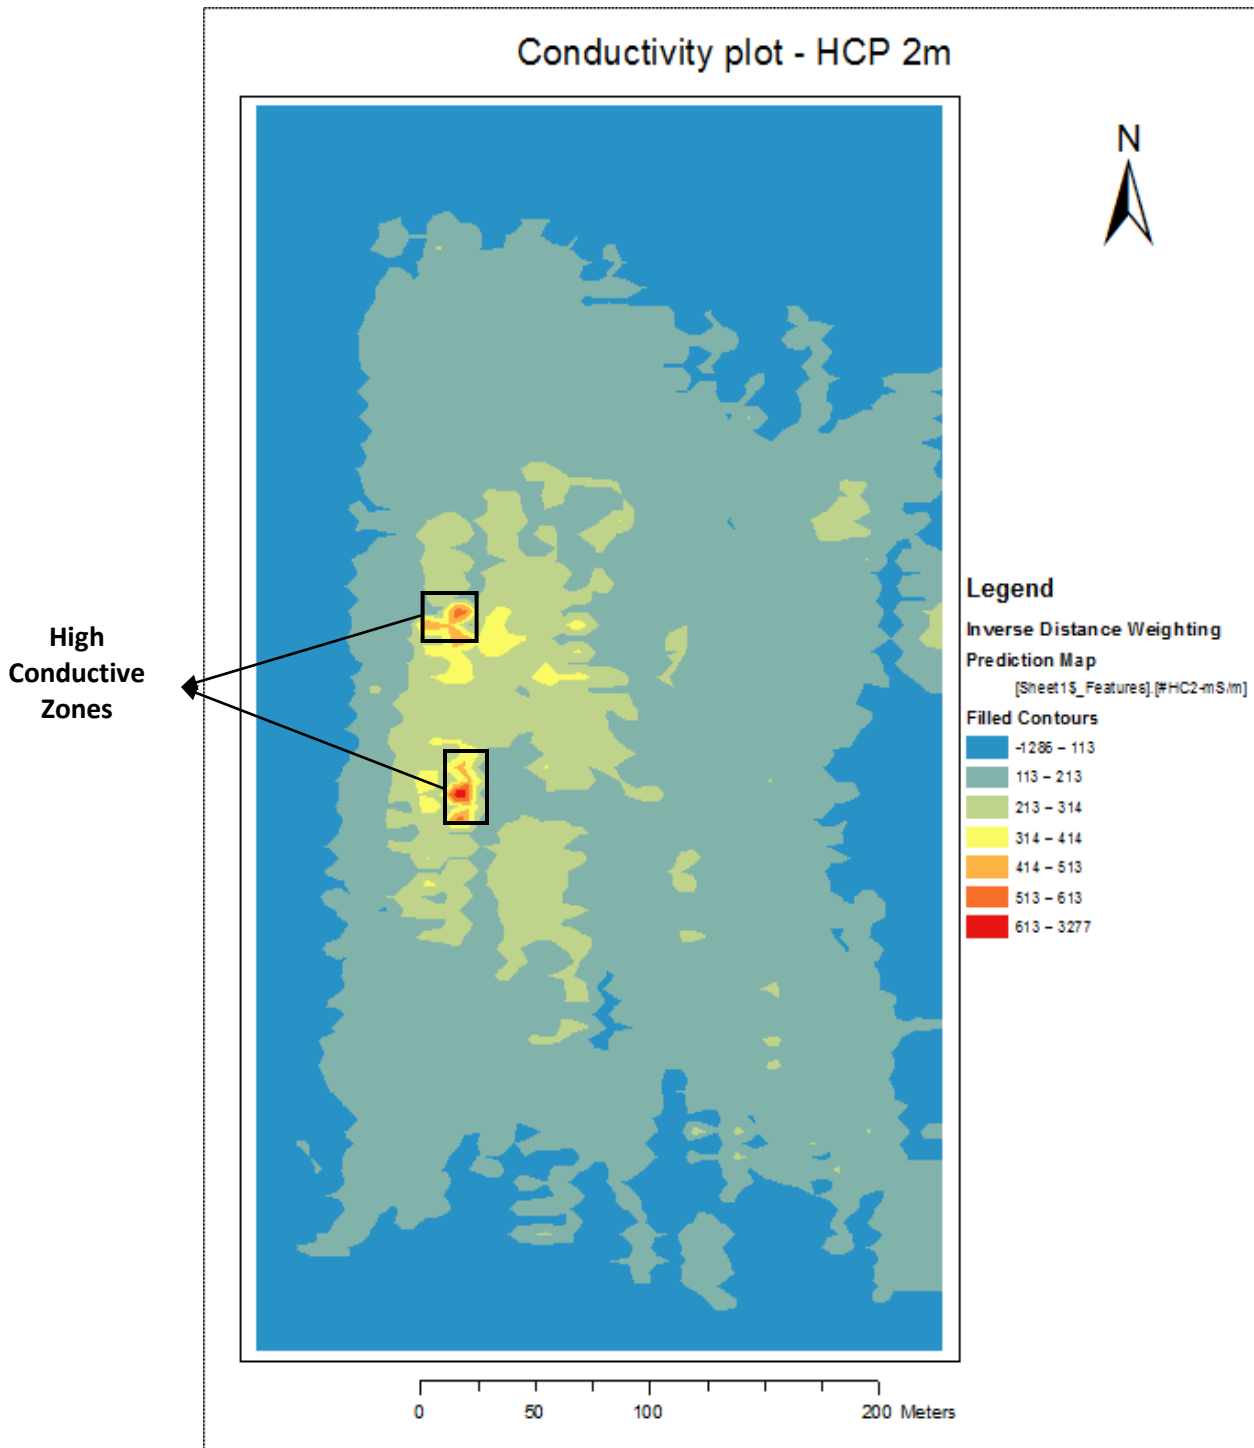 Conductivity plot - HCP 2m
N
High
Conductive
Zones
Legend
Inverse Distance Weighting
Prediction Map
[Sheet1$_Features].[#HC2-mS/m]
Filled Contours
-1286 – 113
113 – 213
213 – 314
314 – 414
414 – 513
513 – 613
613 – 3277
0 50 100 200 Meters